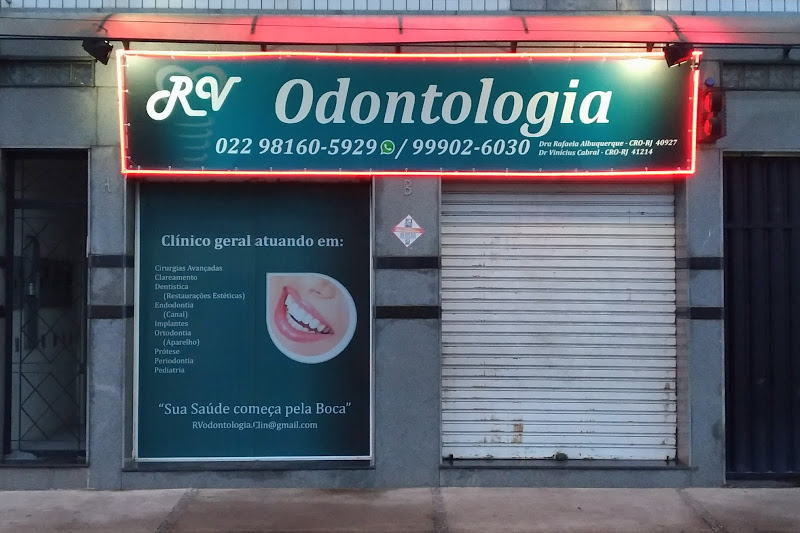 RV Odontologia
022 98160-5929 / 99902-6030
Dra Rafaela Albuquerque - CRO-RJ 40927
Dr Vinícius Cabral - CRO-RJ 41214
A
B
Clínico geral atuando em:
Cirurgias Avançadas
Clareamento
Dentística
(Restaurações Estéticas)
Endodontia
(Canal)
Implantes
Ortodontia
(Aparelho)
Prótese
Periodontia
Pediatria
“Sua Saúde começa pela Boca”
RVodontologia.Clin@gmail.com